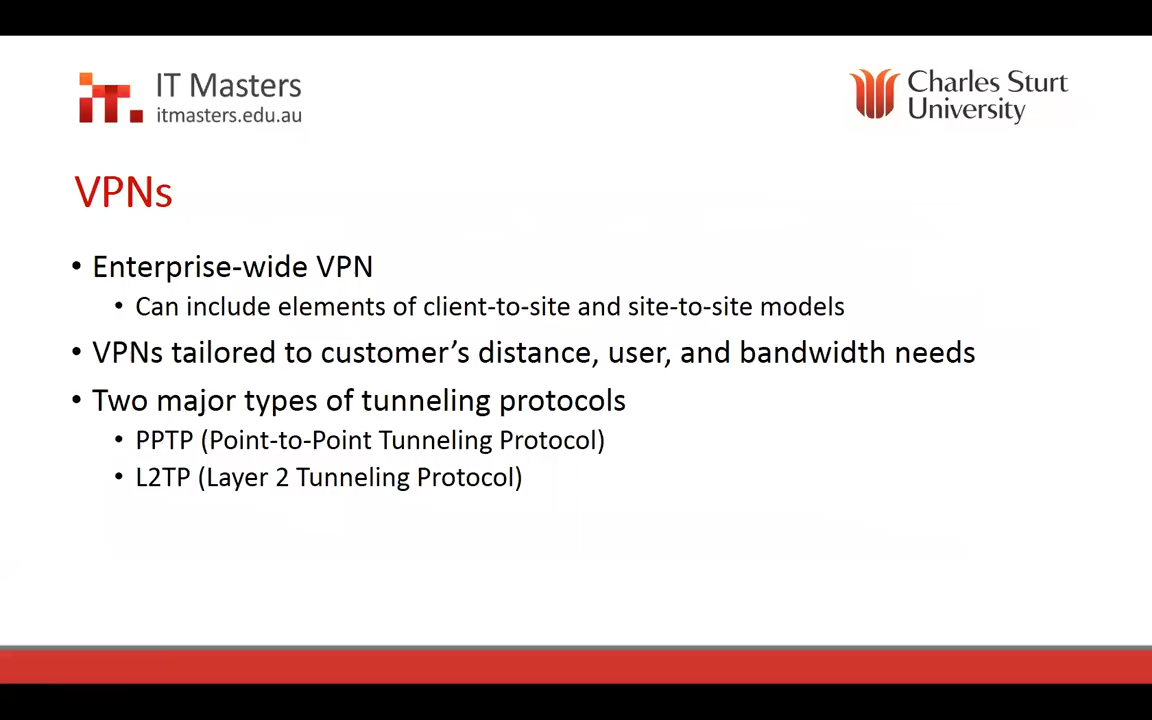 IT Masters
itmasters.edu.au
Charles Sturt
University
VPNs
• Enterprise-wide VPN
• Can include elements of client-to-site and site-to-site models
• VPNs tailored to customer’s distance, user, and bandwidth needs
• Two major types of tunneling protocols
• PPTP (Point-to-Point Tunneling Protocol)
• L2TP (Layer 2 Tunneling Protocol)